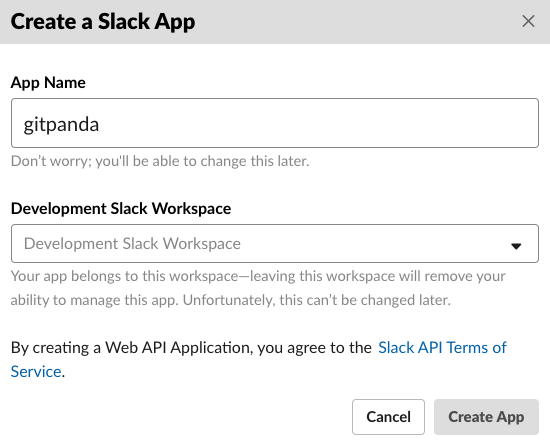 Create a Slack App
App Name
gitpanda
Don't worry; you'll be able to change this later.
Development Slack Workspace
Development Slack Workspace
Your app belongs to this workspace—leaving this workspace will remove your
ability to manage this app. Unfortunately, this can't be changed later.
By creating a Web API Application, you agree to the Slack API Terms of
Service.
Cancel Create App